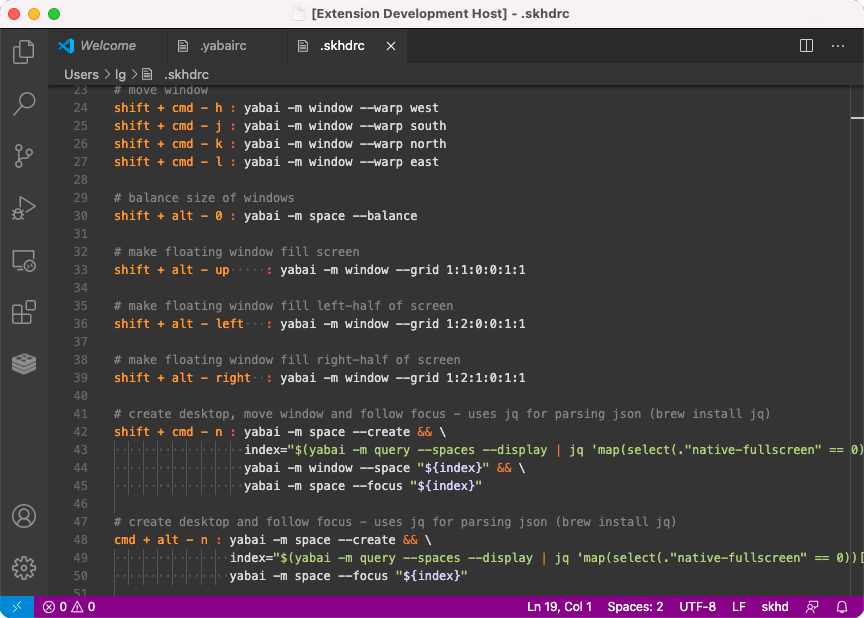 [Extension Development Host] - .skhdrc
Welcome
.yabairc
.skhdrc
Users > lg > .skhdrc
23 # move window
24 shift + cmd - h : yabai -m window --warp west
25 shift + cmd - j : yabai -m window --warp south
26 shift + cmd - k : yabai -m window --warp north
27 shift + cmd - l : yabai -m window --warp east
28
29 # balance size of windows
30 shift + alt - 0 : yabai -m space --balance
31
32 # make floating window fill screen
33 shift + alt - up     : yabai -m window --grid 1:1:0:0:1:1
34
35 # make floating window fill left-half of screen
36 shift + alt - left   : yabai -m window --grid 1:2:0:0:1:1
37
38 # make floating window fill right-half of screen
39 shift + alt - right  : yabai -m window --grid 1:2:1:0:1:1
40
41 # create desktop, move window and follow focus - uses jq for parsing json (brew install jq)
42 shift + cmd - n : yabai -m space --create && \
43                   index="$(yabai -m query --spaces --display | jq 'map(select(."native-fullscreen" == 0)
44                   yabai -m window --space "${index}" && \
45                   yabai -m space --focus "${index}"
46
47 # create desktop and follow focus - uses jq for parsing json (brew install jq)
48 cmd + alt - n : yabai -m space --create && \
49                 index="$(yabai -m query --spaces --display | jq 'map(select(."native-fullscreen" == 0))[
50                 yabai -m space --focus "${index}"
51
0 0 Ln 19, Col 1 Spaces: 2 UTF-8 LF skhd